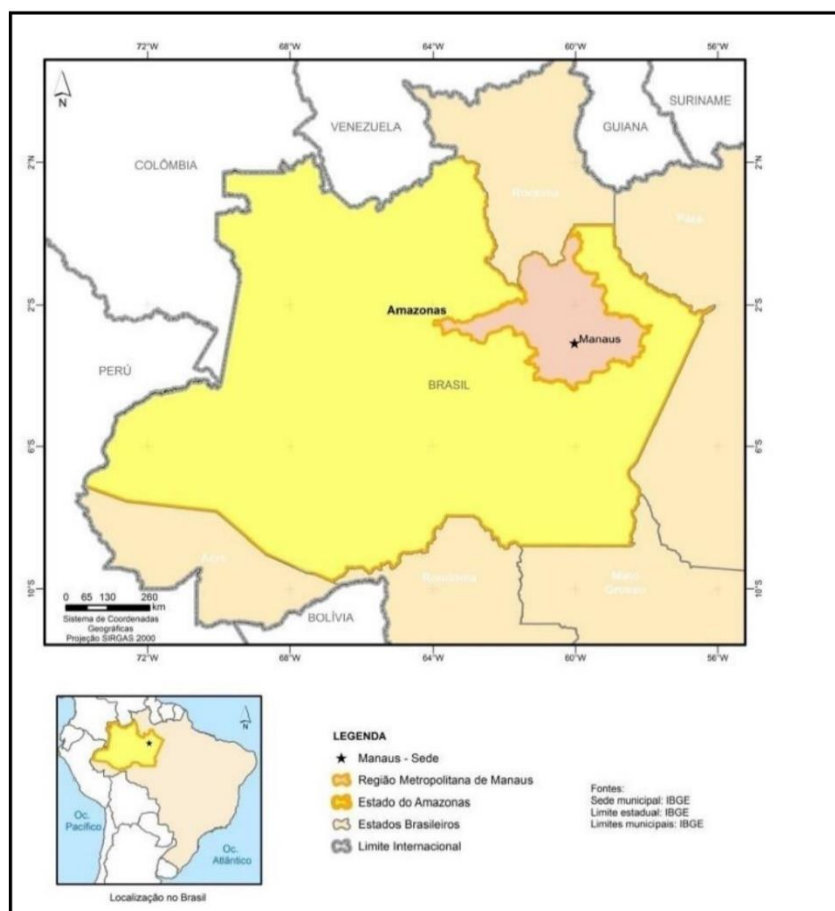 72°W 68°W 64°W 60°W 56°W
N
SURINAME
VENEZUELA
GUIANA
COLÔMBIA
2°N
2°N
Roraima
Pará
2°S
2°S
Amazonas
Manaus
PERÚ
BRASIL
6°S
6°S
Acre
Rondônia
Mato
Grosso
10°S
10°S
0 65 130 260
km
Sistema de Coordenadas
Geográficas
Projeção SIRGAS 2000
BOLÍVIA
72°W 68°W 64°W 60°W 56°W
N
Oc.
Pacífico
Oc.
Atlântico
Localização no Brasil
LEGENDA
Manaus - Sede
Região Metropolitana de Manaus
Estado do Amazonas
Estados Brasileiros
Limite Internacional
Fontes:
Sede municipal: IBGE
Limite estadual: IBGE
Limites municipais: IBGE